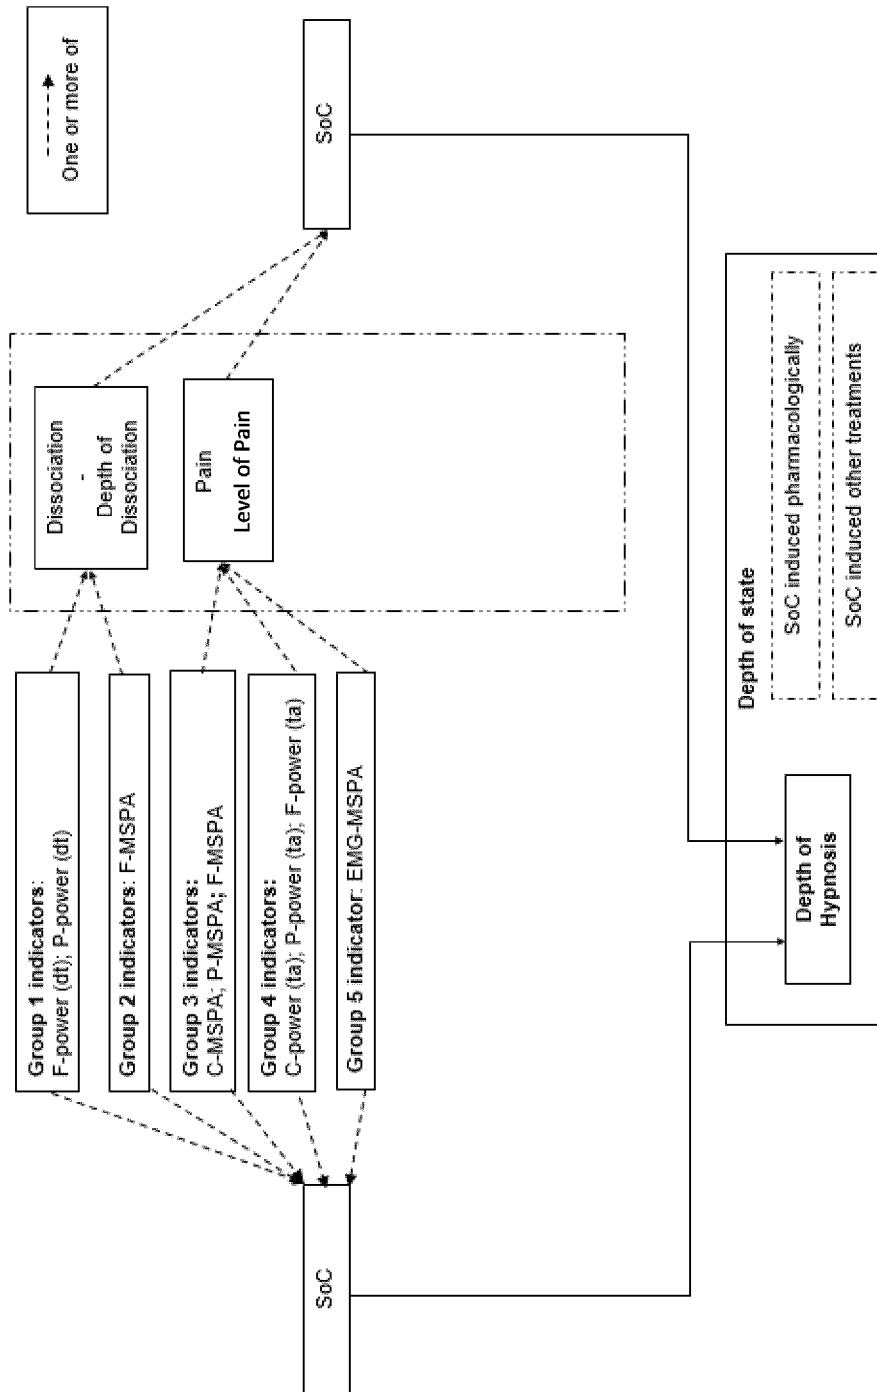 One or more of
Group 1 indicators:
F-power (dt); P-power (dt)
Group 2 indicators: F-MSPA
Group 3 indicators:
C-MSPA; P-MSPA; F-MSPA
Group 4 indicators:
C-power (ta); P-power (ta); F-power (ta)
Group 5 indicator: EMG-MSPA
Dissociation
-
Depth of
Dissociation
Pain
Level of Pain
SoC
SoC
Depth of state
Depth of
Hypnosis
SoC induced pharmacologically
SoC induced other treatments